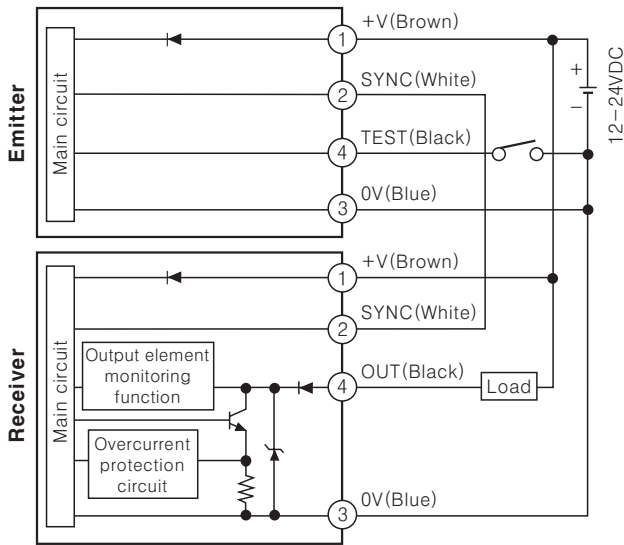 Emitter
Main circuit
1
+V(Brown)
2
SYNC(White)
4
TEST(Black)
3
0V(Blue)
+
−
12−24VDC
Receiver
Main circuit
1
+V(Brown)
2
SYNC(White)
Output element
monitoring
function
4
OUT(Black)
Load
Overcurrent
protection
circuit
3
0V(Blue)